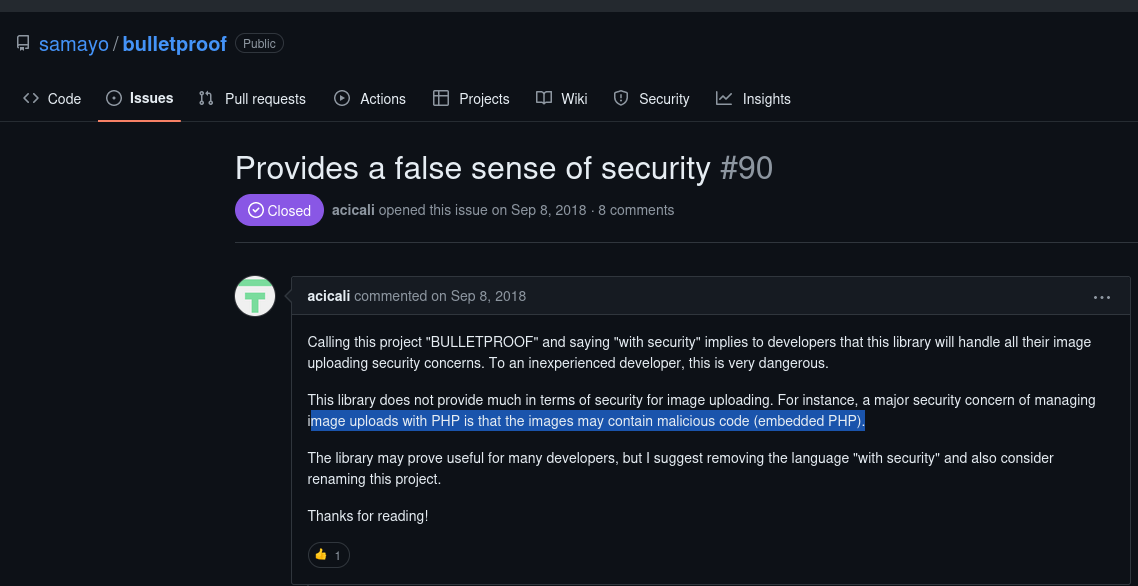 samayo / bulletproof Public
Code Issues Pull requests Actions Projects Wiki Security Insights
Provides a false sense of security #90
Closed acicali opened this issue on Sep 8, 2018 · 8 comments
acicali commented on Sep 8, 2018
Calling this project "BULLETPROOF" and saying "with security" implies to developers that this library will handle all their image
uploading security concerns. To an inexperienced developer, this is very dangerous.
This library does not provide much in terms of security for image uploading. For instance, a major security concern of managing
image uploads with PHP is that the images may contain malicious code (embedded PHP).
The library may prove useful for many developers, but I suggest removing the language "with security" and also consider
renaming this project.
Thanks for reading!
👍 1